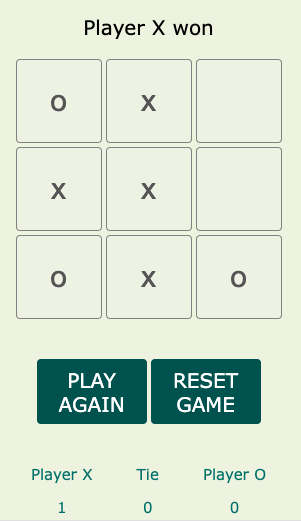 Player X won
O X
X X
O X O
PLAY AGAIN
RESET GAME
Player X Tie Player O
1 0 0